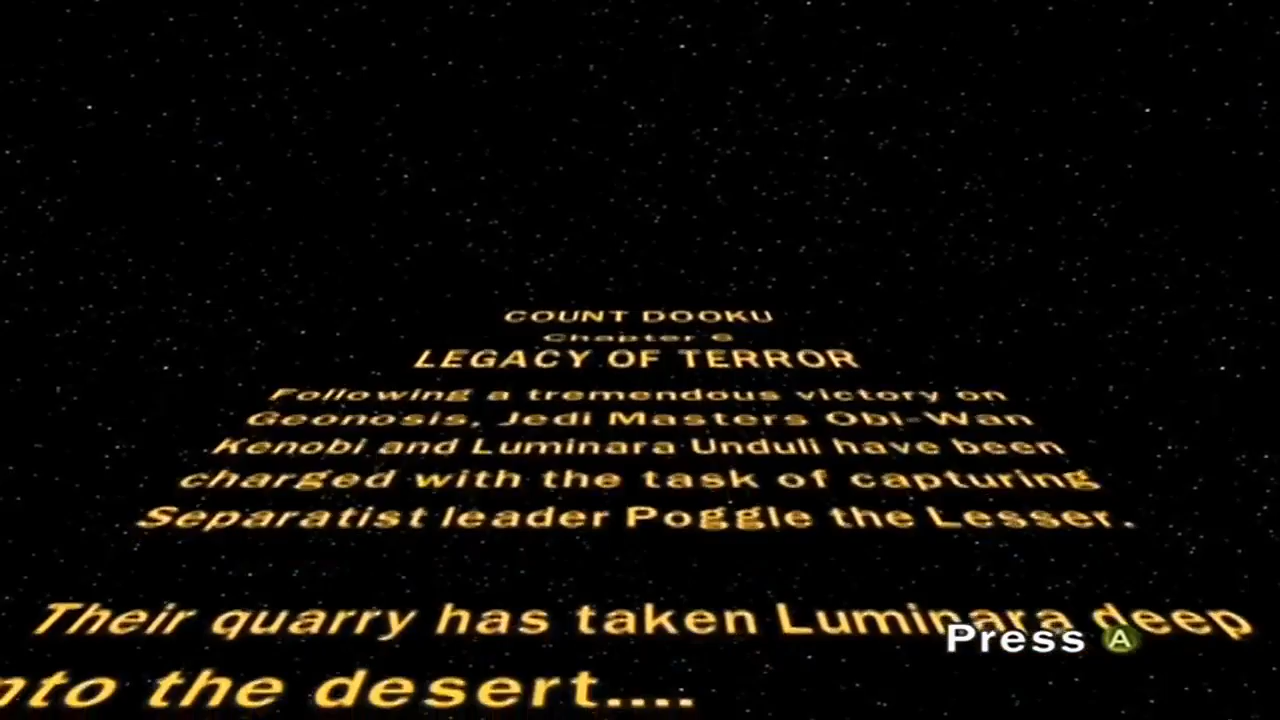 COUNT DOOKU
Chapter 6
LEGACY OF TERROR
Following a tremendous victory on
Geonosis, Jedi Masters Obi-Wan
Kenobi and Luminara Unduli have been
charged with the task of capturing
Separatist leader Poggle the Lesser.
Their quarry has taken Luminara deep
nto the desert....
Press A